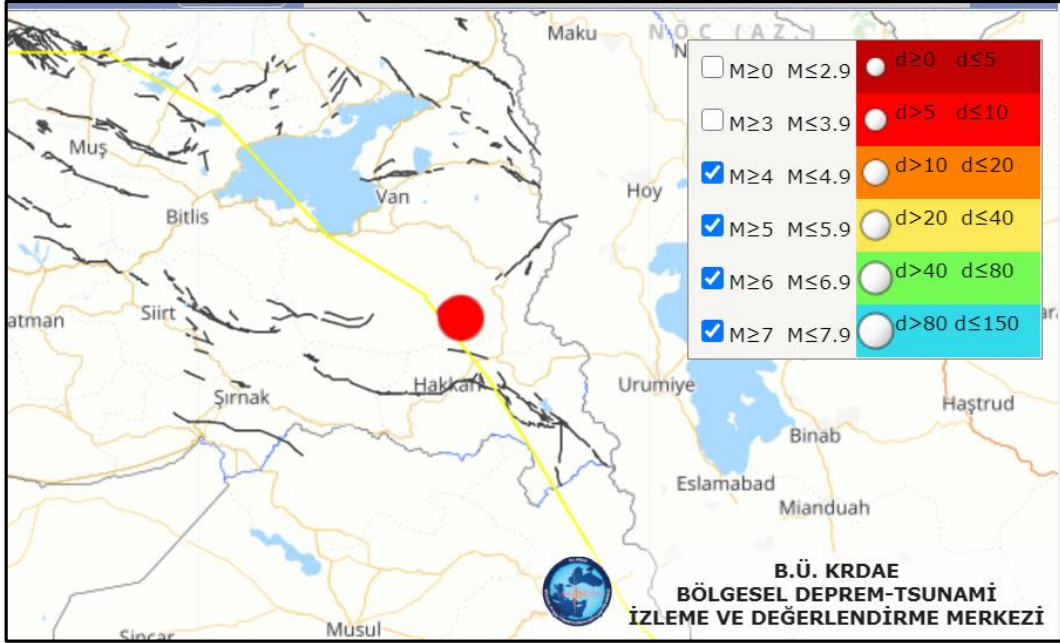 Maku
NÖC (AZ.)
N
Muş
Van
Bitlis
Hoy
atman
Siirt
Hakkari
Urumiye
Şırnak
Haştrud
Binab
Eslamabad
Mianduah
Sincar
Musul
M≥0 M≤2.9 d≥0 d≤5
M≥3 M≤3.9 d>5 d≤10
M≥4 M≤4.9 d>10 d≤20
M≥5 M≤5.9 d>20 d≤40
M≥6 M≤6.9 d>40 d≤80
M≥7 M≤7.9 d>80 d≤150
B.Ü. KRDAE
BÖLGESEL DEPREM-TSUNAMİ
İZLEME VE DEĞERLENDİRME MERKEZİ